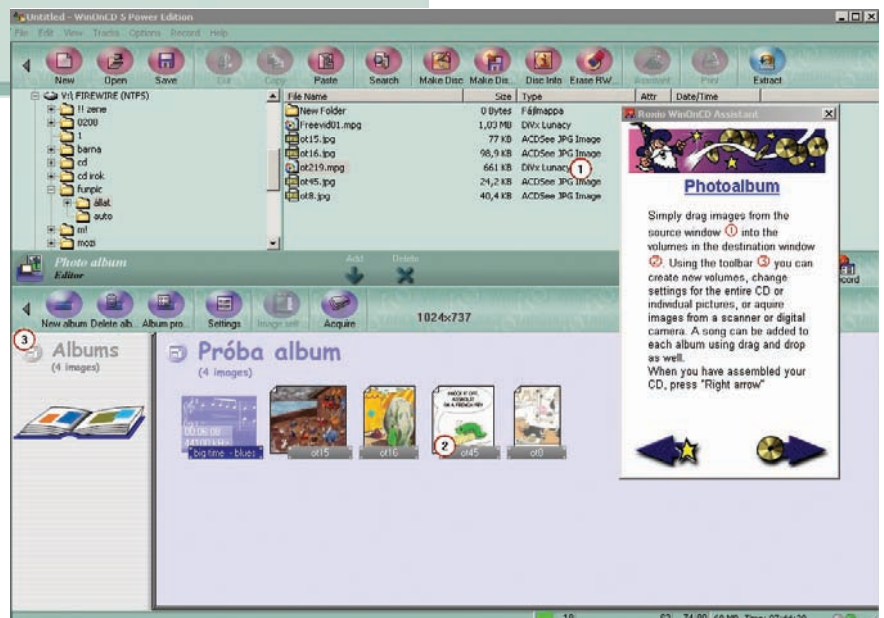 Untitled - WinOnCD 5 Power Edition
File Edit View Tracks Options Record Help
New Open Save Cut Copy Paste Search Make Disc Make Dis... Disc Info Erase RW... Assistant Print Extract
V:\ FIREWIRE (NTFS)
!! zene
0200
1
barna
cd
cd irok
funpic
állat
auto
m!
mozi
File Name Size Type Attr Date/Time
New Folder 0 Bytes Fájlmappa
Freevid01.mpg 1,03 MB DivX Lunacy
ot15.jpg 77 KB ACDSee JPG Image
ot16.jpg 98,9 KB ACDSee JPG Image
ot219.mpg 661 KB DivX Lunacy 1
ot45.jpg 24,2 KB ACDSee JPG Image
ot8.jpg 40,4 KB ACDSee JPG Image
Photo album
Editor
Add Delete
New album Delete alb... Album pro... Settings Acquire
1024x737
3
Albums
(4 images)
Próba album
(4 images)
00:06:08
big time - blues
ot15
ot16
2
ot45
ot8
Roxio WinOnCD Assistant
Photoalbum
Simply drag images from the
source window 1 into the
volumes in the destination window
2. Using the toolbar 3 you can
create new volumes, change
settings for the entire CD or
individual pictures, or aquire
images from a scanner or digital
camera. A song can be added to
each album using drag and drop
as well.
When you have assembled your
CD, press "Right arrow"